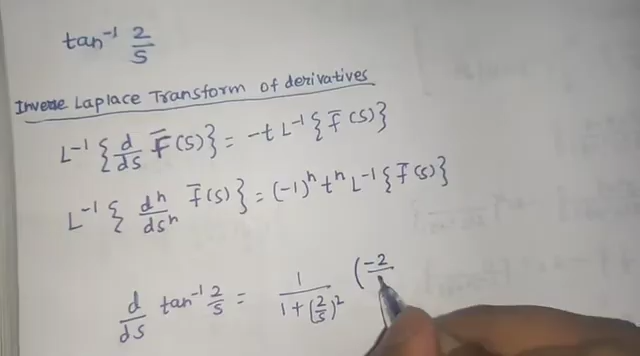 tan⁻¹ 2/s
Inverse Laplace Transform of derivatives
L⁻¹ { d/ds F̅(s) } = -t L⁻¹ { f̅(s) }
L⁻¹ { dⁿ/dsⁿ f̅(s) } = (-1)ⁿ tⁿ L⁻¹ { f̅(s) }
d/ds tan⁻¹ 2/s = 1/(1 + (2/s)²) (-2/